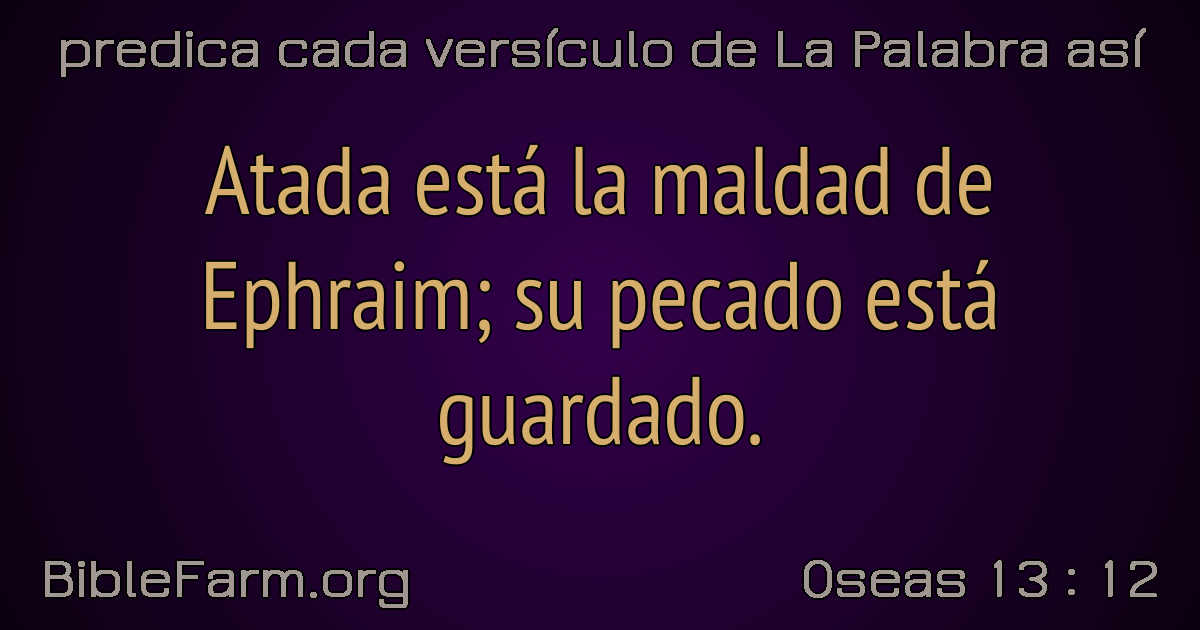 predica cada versículo de La Palabra así
Atada está la maldad de
Ephraim; su pecado está
guardado.
BibleFarm.org
Oseas 13 : 12